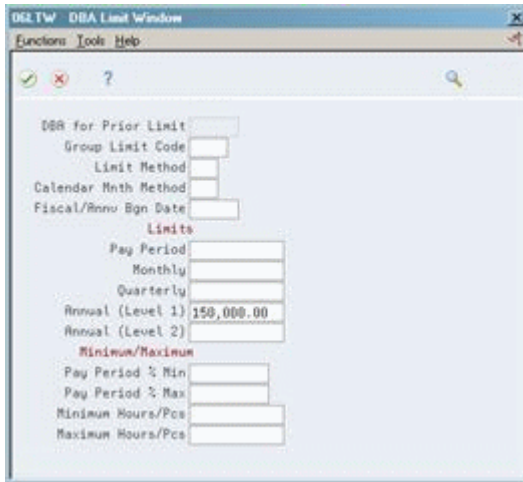 06LTW DBA Limit Window
Functions Tools Help
?
DBA for Prior Limit
Group Limit Code
Limit Method
Calendar Mnth Method
Fiscal/Annv Bgn Date
Limits
Pay Period
Monthly
Quarterly
Annual (Level 1) 150,000.00
Annual (Level 2)
Minimum/Maximum
Pay Period % Min
Pay Period % Max
Minimum Hours/Pcs
Maximum Hours/Pcs